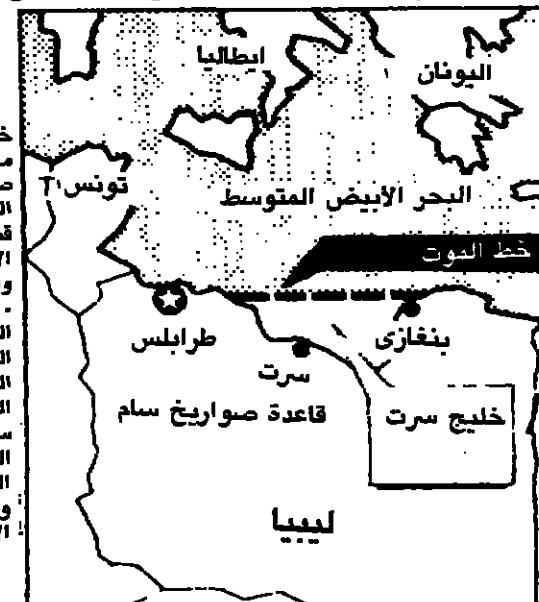 ايطاليا
اليونان
تونس
البحر الأبيض المتوسط
خط الموت
طرابلس
بنغازى
سرت
قاعدة صواريخ سام
خليج سرت
ليبيا